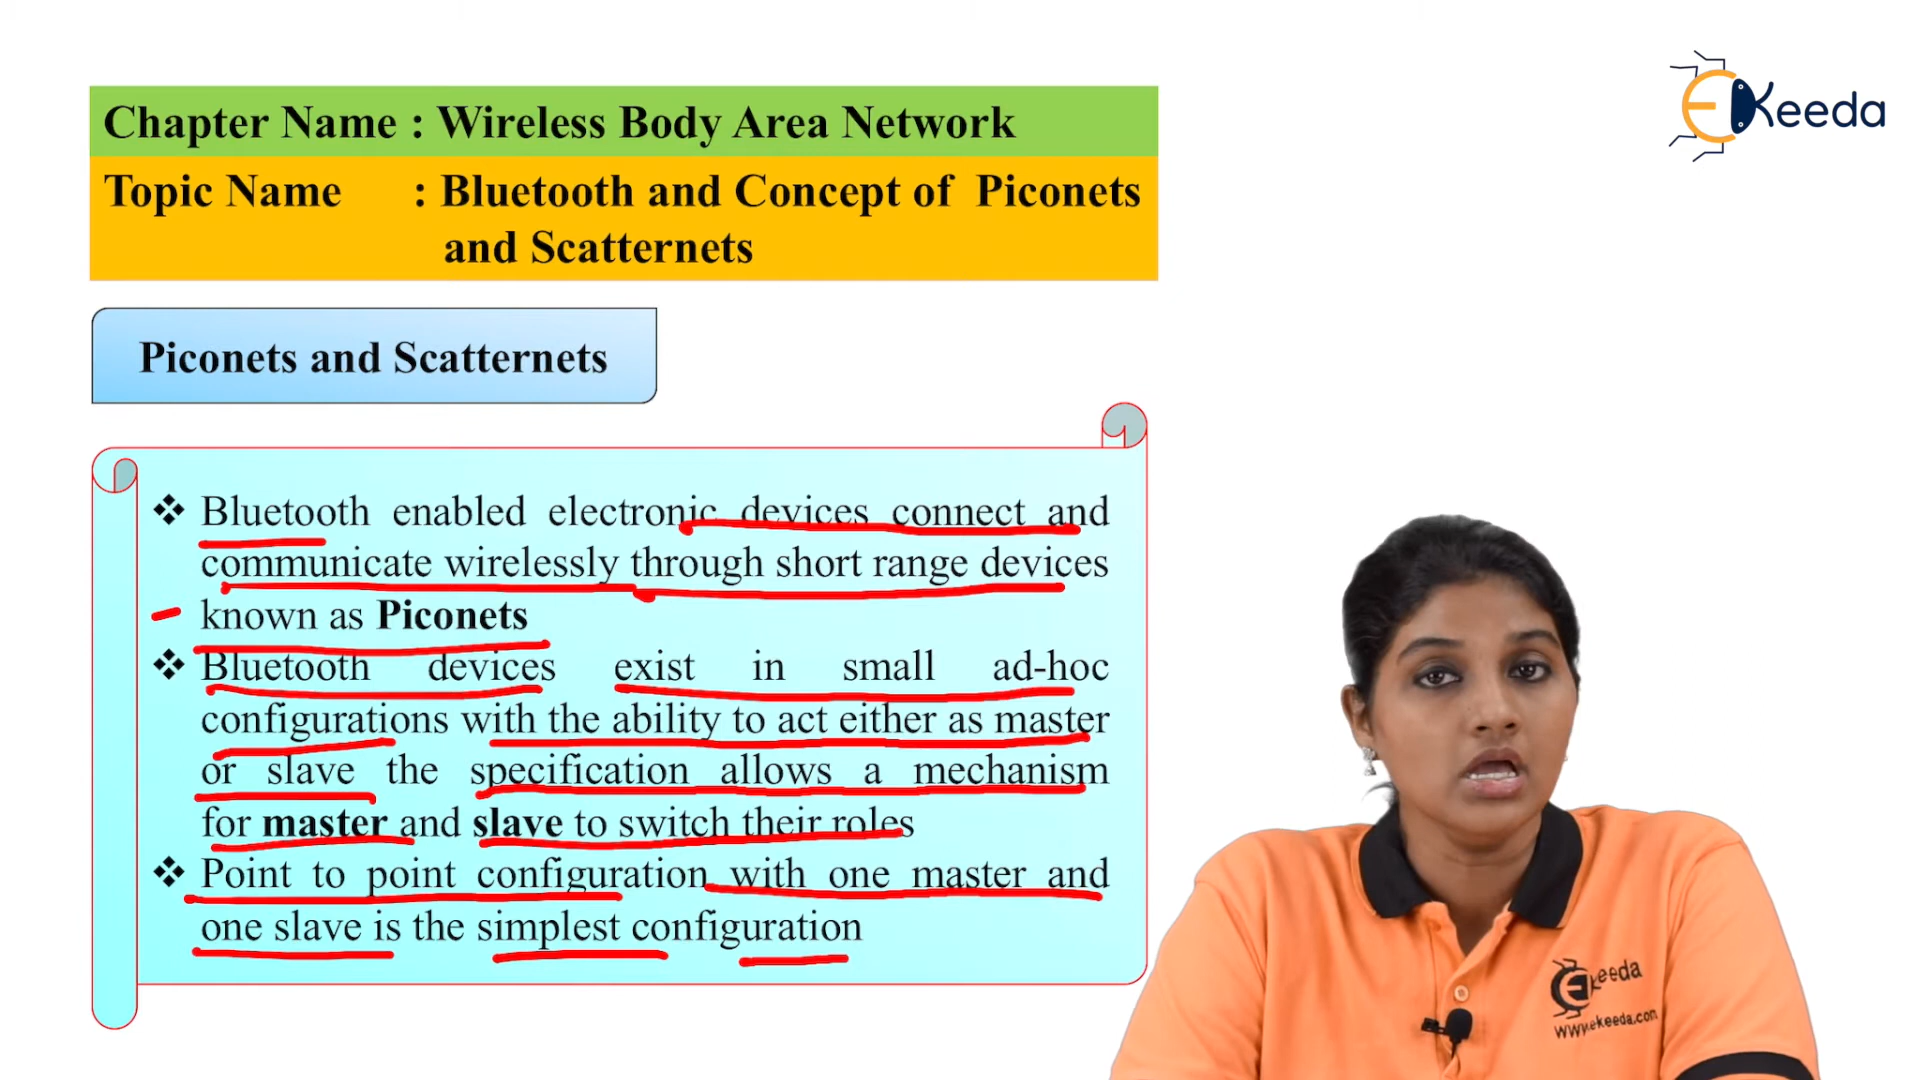 Chapter Name : Wireless Body Area Network
Topic Name : Bluetooth and Concept of Piconets
and Scatternets
EKeeda
Piconets and Scatternets
❖ Bluetooth enabled electronic devices connect and
communicate wirelessly through short range devices
known as Piconets
❖ Bluetooth devices exist in small ad-hoc
configurations with the ability to act either as master
or slave the specification allows a mechanism
for master and slave to switch their roles
❖ Point to point configuration with one master and
one slave is the simplest configuration
Ekeeda
www.ekeeda.com